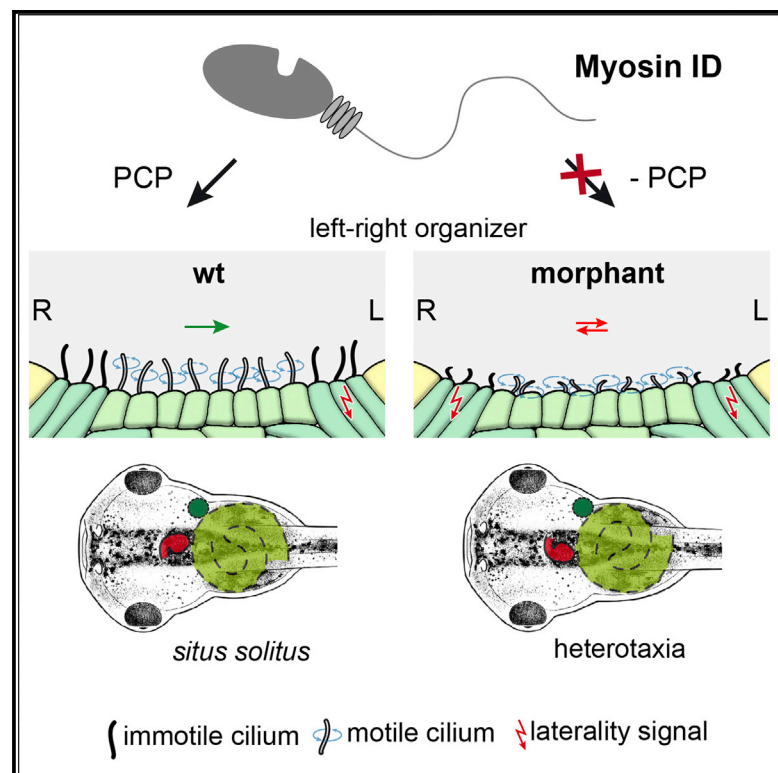 Myosin ID
PCP
- PCP
left-right organizer
wt
morphant
R
L
R
L
situs solitus
heterotaxia
immotile cilium
motile cilium
laterality signal